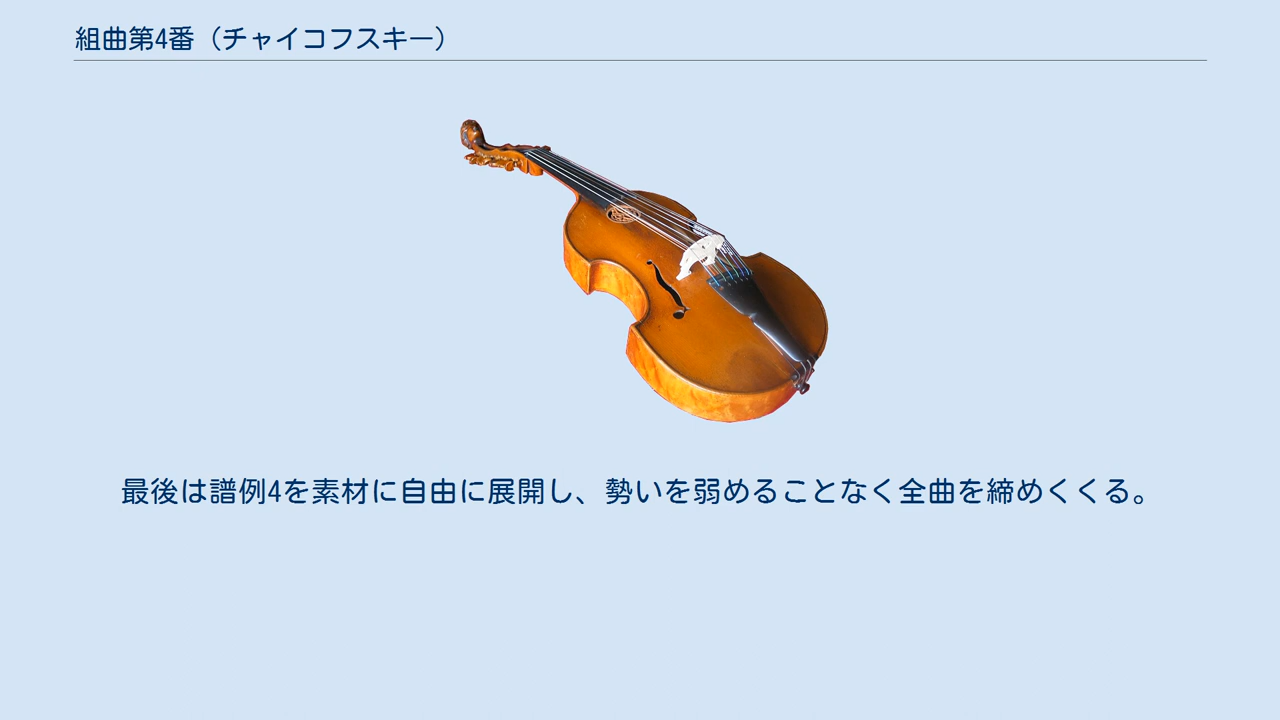 組曲第4番（チャイコフスキー）
最後は譜例4を素材に自由に展開し、勢いを弱めることなく全曲を締めくくる。